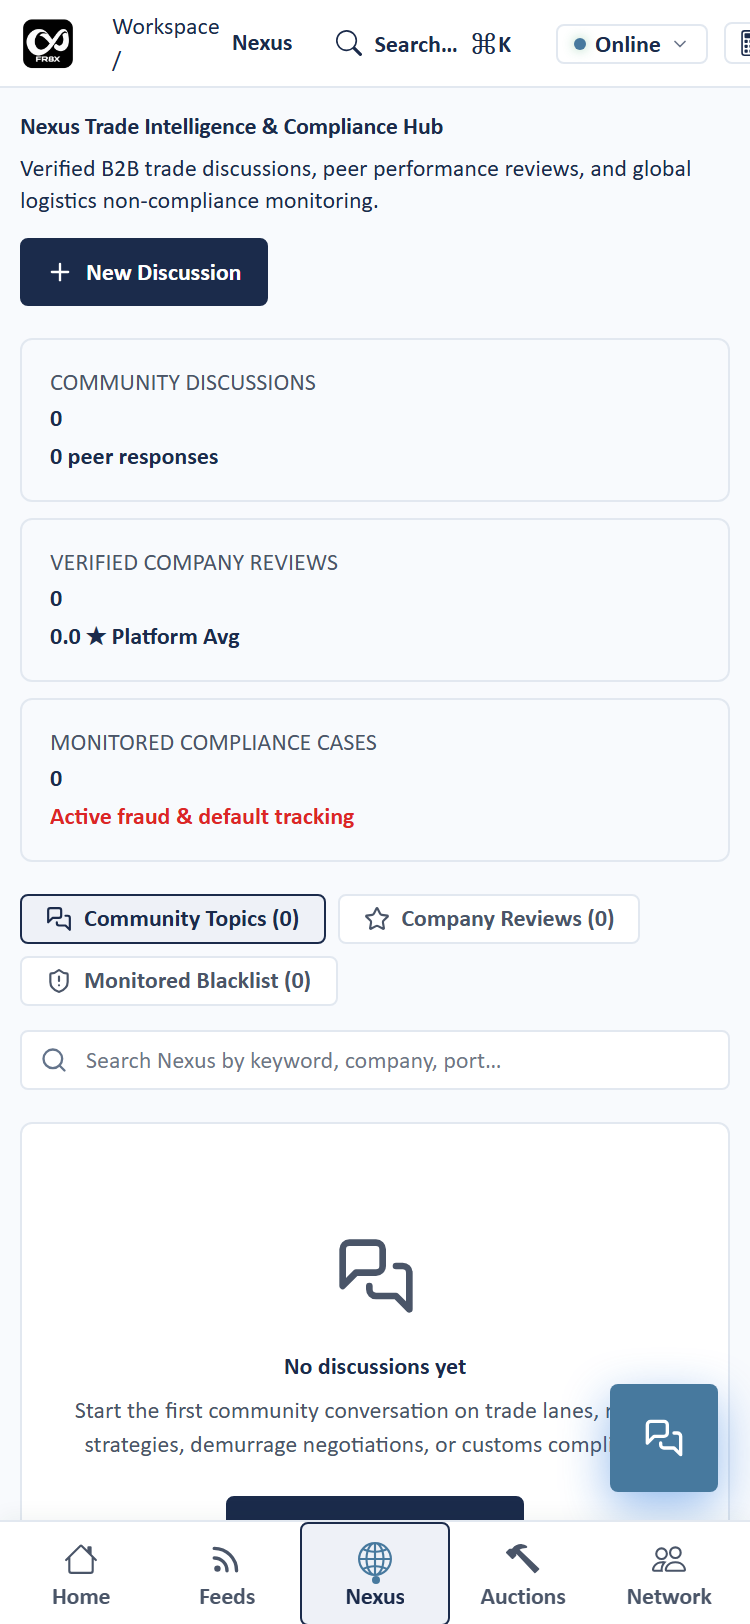 FR8X
Workspace
/
Nexus
Search... ⌘K
Online
Nexus Trade Intelligence & Compliance Hub
Verified B2B trade discussions, peer performance reviews, and global
logistics non-compliance monitoring.
New Discussion
COMMUNITY DISCUSSIONS
0
0 peer responses
VERIFIED COMPANY REVIEWS
0
0.0 ★ Platform Avg
MONITORED COMPLIANCE CASES
0
Active fraud & default tracking
Community Topics (0)
Company Reviews (0)
Monitored Blacklist (0)
Search Nexus by keyword, company, port...
No discussions yet
Start the first community conversation on trade lanes,
strategies, demurrage negotiations, or customs
Home
Feeds
Nexus
Auctions
Network